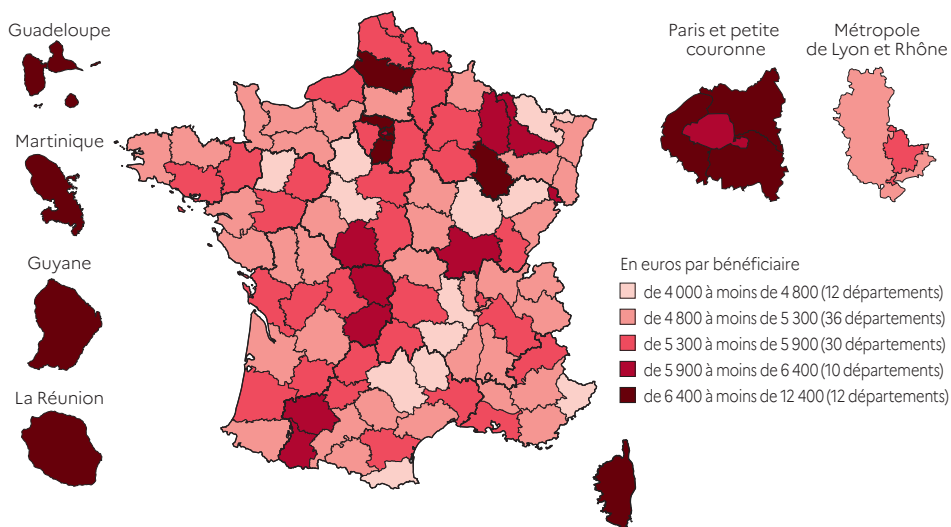 Guadeloupe
Martinique
Guyane
La Réunion
Paris et petite
couronne
Métropole
de Lyon et Rhône
En euros par bénéficiaire
de 4 000 à moins de 4 800 (12 départements)
de 4 800 à moins de 5 300 (36 départements)
de 5 300 à moins de 5 900 (30 départements)
de 5 900 à moins de 6 400 (10 départements)
de 6 400 à moins de 12 400 (12 départements)